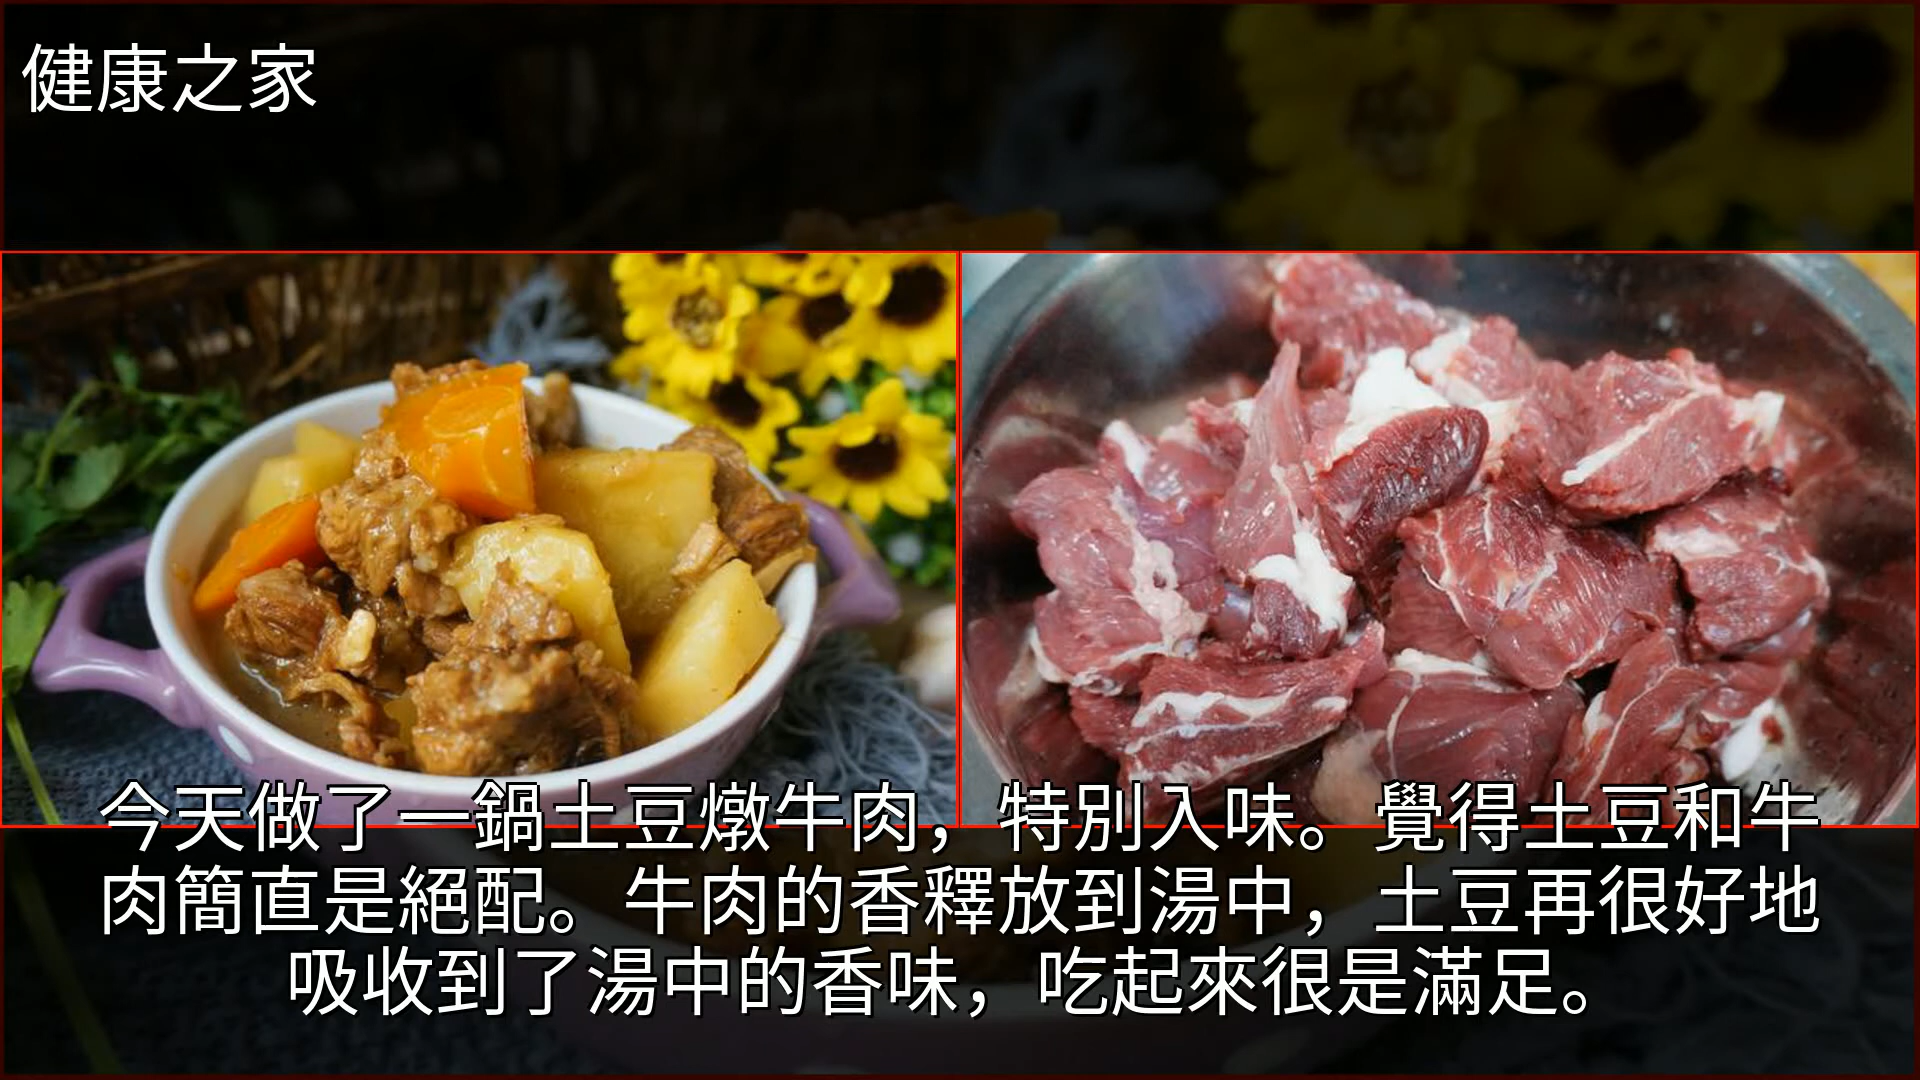 健康之家
今天做了一鍋土豆燉牛肉，特別入味。覺得土豆和牛
肉簡直是絕配。牛肉的香釋放到湯中，土豆再很好地
吸收到了湯中的香味，吃起來很是滿足。